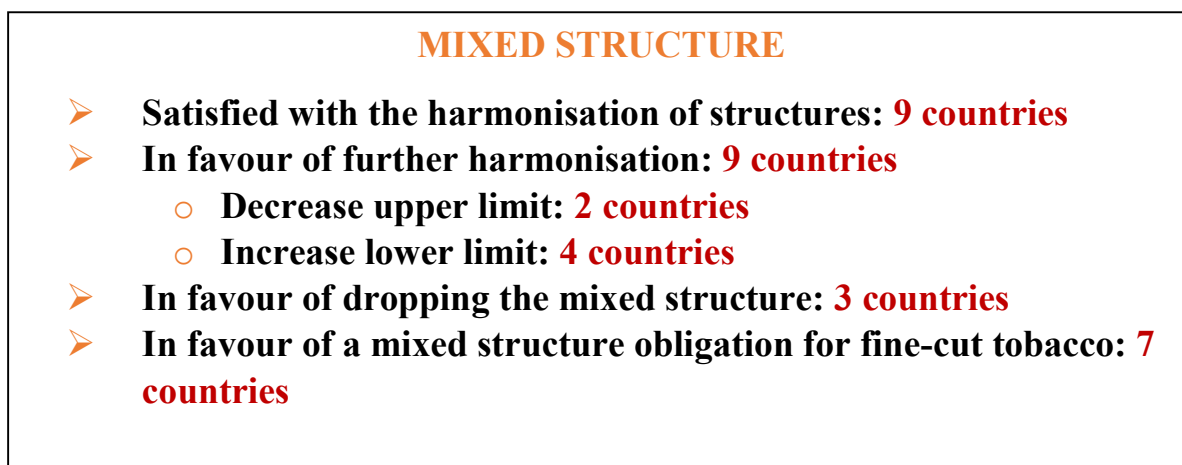 MIXED STRUCTURE
➢ Satisfied with the harmonisation of structures: 9 countries
➢ In favour of further harmonisation: 9 countries
o Decrease upper limit: 2 countries
o Increase lower limit: 4 countries
➢ In favour of dropping the mixed structure: 3 countries
➢ In favour of a mixed structure obligation for fine-cut tobacco: 7
countries